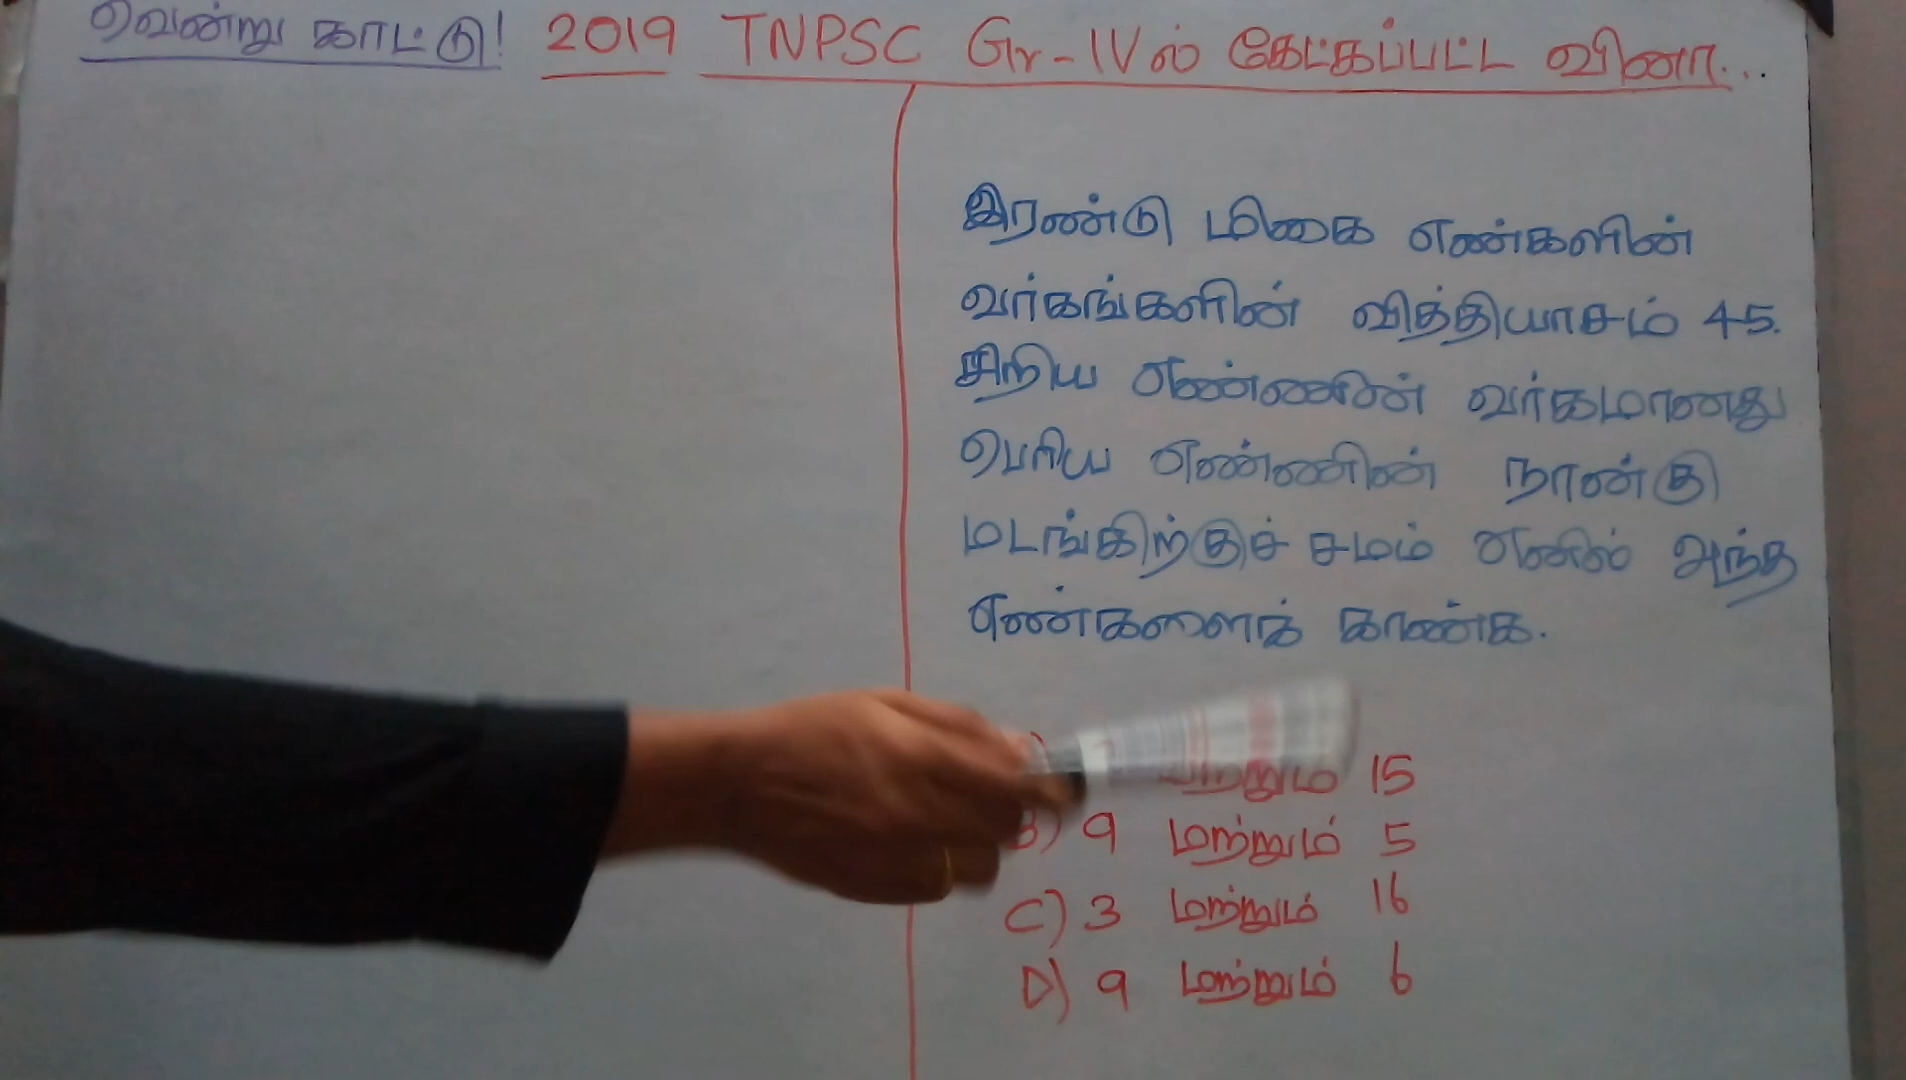 வென்று காட்டு! 2019 TNPSC Gr-IVல் கேட்கப்பட்ட வினா...
இரண்டு மிகை எண்களின்
வர்கங்களின் வித்தியாசம் 45.
சிறிய எண்ணின் வர்கமானது
பெரிய எண்ணின் நான்கு
மடங்கிற்குச் சமம் எனில் அந்த
எண்களைக் காண்க.
மற்றும் 15
B) 9 மற்றும் 5
C) 3 மற்றும் 16
D) 9 மற்றும் 6